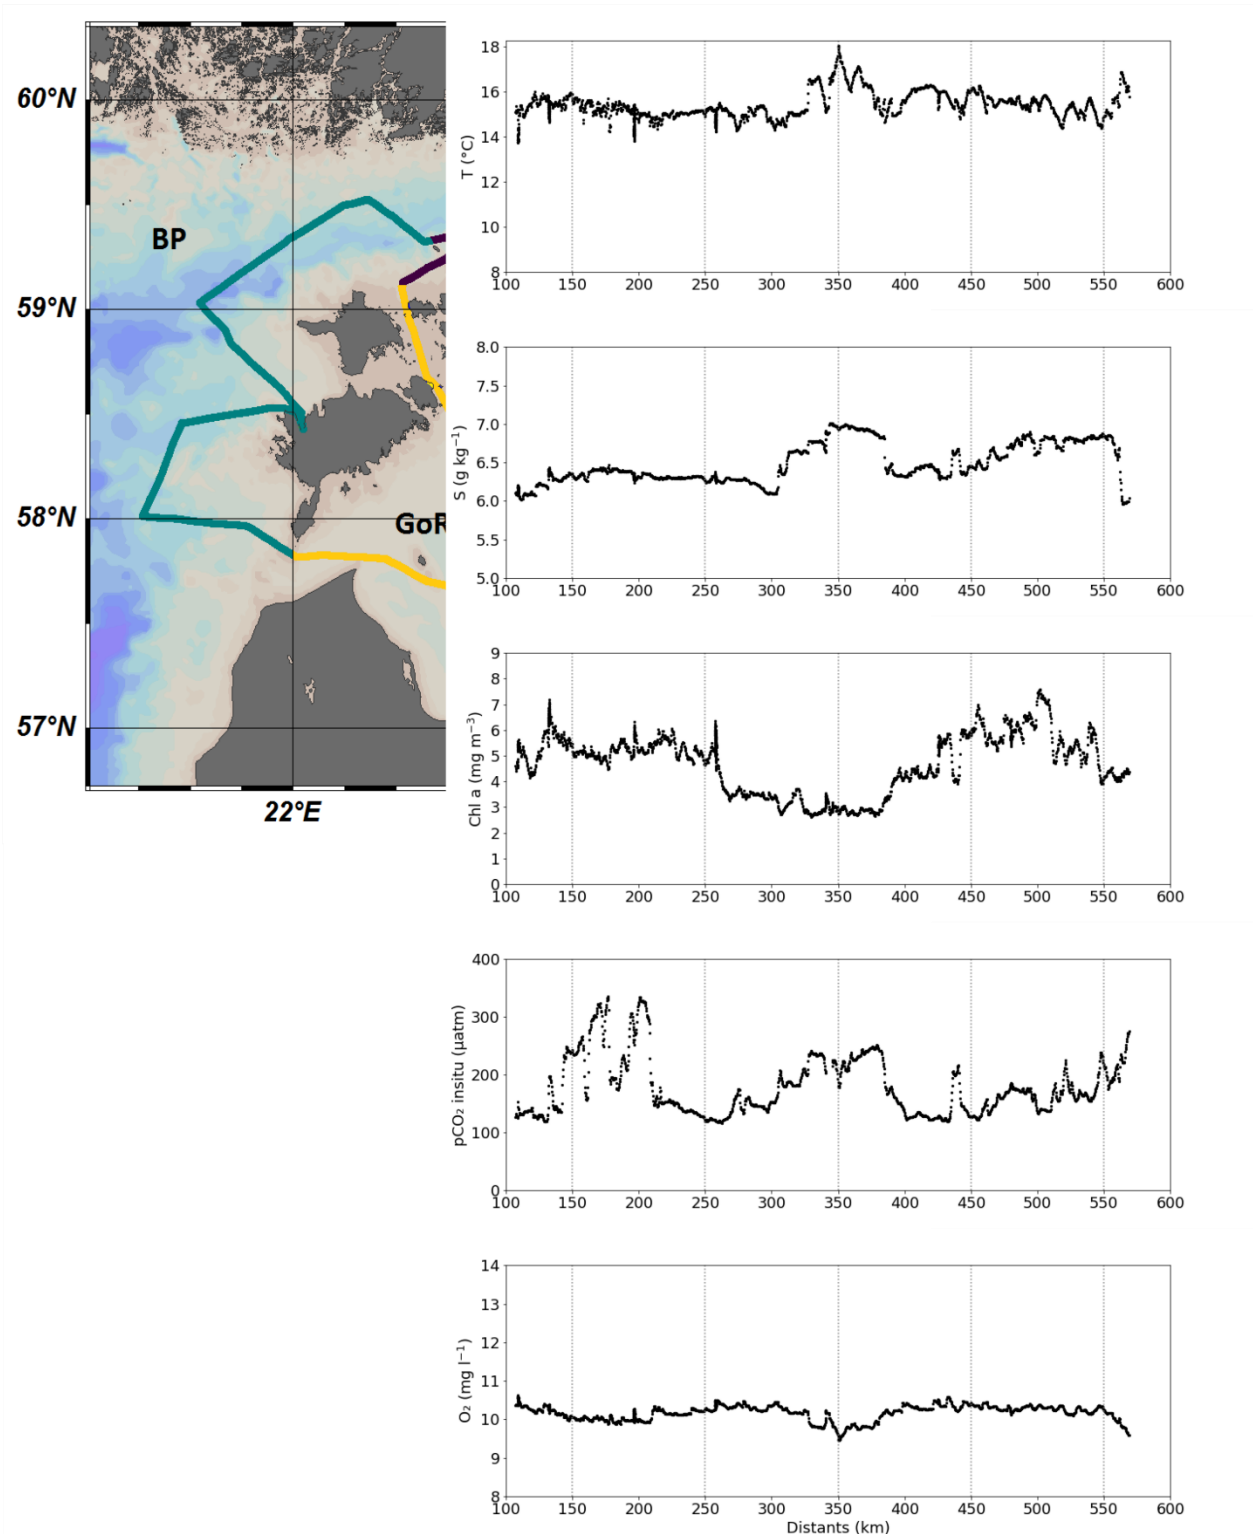 60°N
59°N
58°N
57°N
22°E
BP
GoR
T (°C)
18
16
14
12
10
8
100 150 200 250 300 350 400 450 500 550 600
S (g kg⁻¹)
8.0
7.5
7.0
6.5
6.0
5.5
5.0
100 150 200 250 300 350 400 450 500 550 600
Chl a (mg m⁻³)
9
8
7
6
5
4
3
2
1
0
100 150 200 250 300 350 400 450 500 550 600
pCO₂ insitu (µatm)
400
300
200
100
0
100 150 200 250 300 350 400 450 500 550 600
O₂ (mg l⁻¹)
14
13
12
11
10
9
8
100 150 200 250 300 350 400 450 500 550 600
Distants (km)